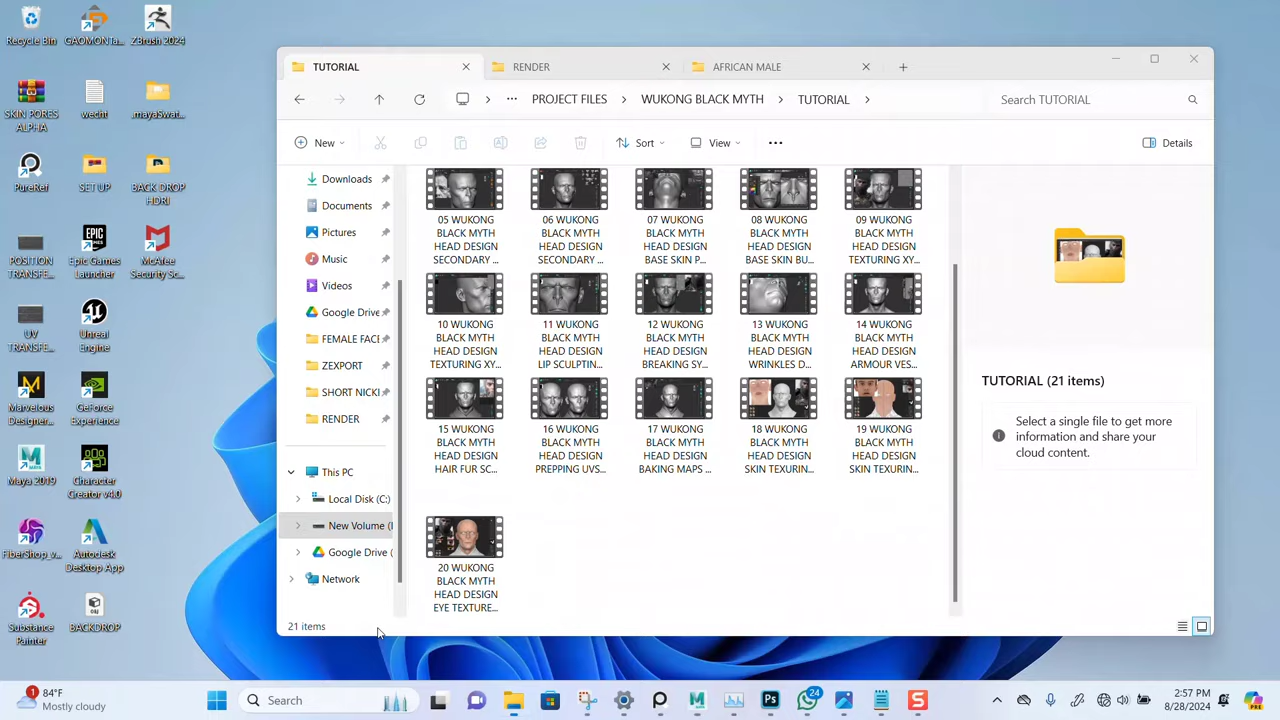 Recycle Bin
GAOMONTa...
ZBrush 2024
SKIN PORES
ALPHA
wecht
.mayaSwat...
PureRef
SET UP
BACK DROP
HDRI
POSITION
TRANSFE...
Epic Games
Launcher
McAfee
Security Sc...
UV
TRANSFE...
Unreal
Engine
Marvelous
Designer...
GeForce
Experience
Maya 2019
Character
Creator v4.0
FiberShop_v...
Autodesk
Desktop App
Substance
Painter
BACKDROP
TUTORIAL
RENDER
AFRICAN MALE
... PROJECT FILES > WUKONG BLACK MYTH > TUTORIAL >
Search TUTORIAL
New
Sort
View
...
Details
Downloads
Documents
Pictures
Music
Videos
Google Drive
FEMALE FACE
ZEXPORT
SHORT NICKI
RENDER
This PC
Local Disk (C:)
New Volume (
Google Drive (
Network
21 items
05 WUKONG
BLACK MYTH
HEAD DESIGN
SECONDARY ...
06 WUKONG
BLACK MYTH
HEAD DESIGN
SECONDARY ...
07 WUKONG
BLACK MYTH
HEAD DESIGN
BASE SKIN P...
08 WUKONG
BLACK MYTH
HEAD DESIGN
BASE SKIN BU...
09 WUKONG
BLACK MYTH
HEAD DESIGN
TEXTURING XY...
10 WUKONG
BLACK MYTH
HEAD DESIGN
TEXTURING XY...
11 WUKONG
BLACK MYTH
HEAD DESIGN
LIP SCULPTIN...
12 WUKONG
BLACK MYTH
HEAD DESIGN
BREAKING SY...
13 WUKONG
BLACK MYTH
HEAD DESIGN
WRINKLES D...
14 WUKONG
BLACK MYTH
HEAD DESIGN
ARMOUR VES...
15 WUKONG
BLACK MYTH
HEAD DESIGN
HAIR FUR SC...
16 WUKONG
BLACK MYTH
HEAD DESIGN
PREPPING UVS...
17 WUKONG
BLACK MYTH
HEAD DESIGN
BAKING MAPS ...
18 WUKONG
BLACK MYTH
HEAD DESIGN
SKIN TEXURIN...
19 WUKONG
BLACK MYTH
HEAD DESIGN
SKIN TEXURIN...
20 WUKONG
BLACK MYTH
HEAD DESIGN
EYE TEXTURE...
TUTORIAL (21 items)
Select a single file to get more
information and share your
cloud content.
1
84°F
Mostly cloudy
Search
Ps
24
S
2:57 PM
8/28/2024
PRE